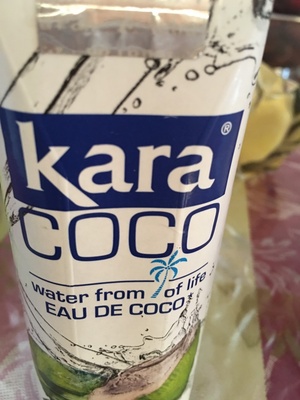 kara®
COCO
water from of life
EAU DE COCO